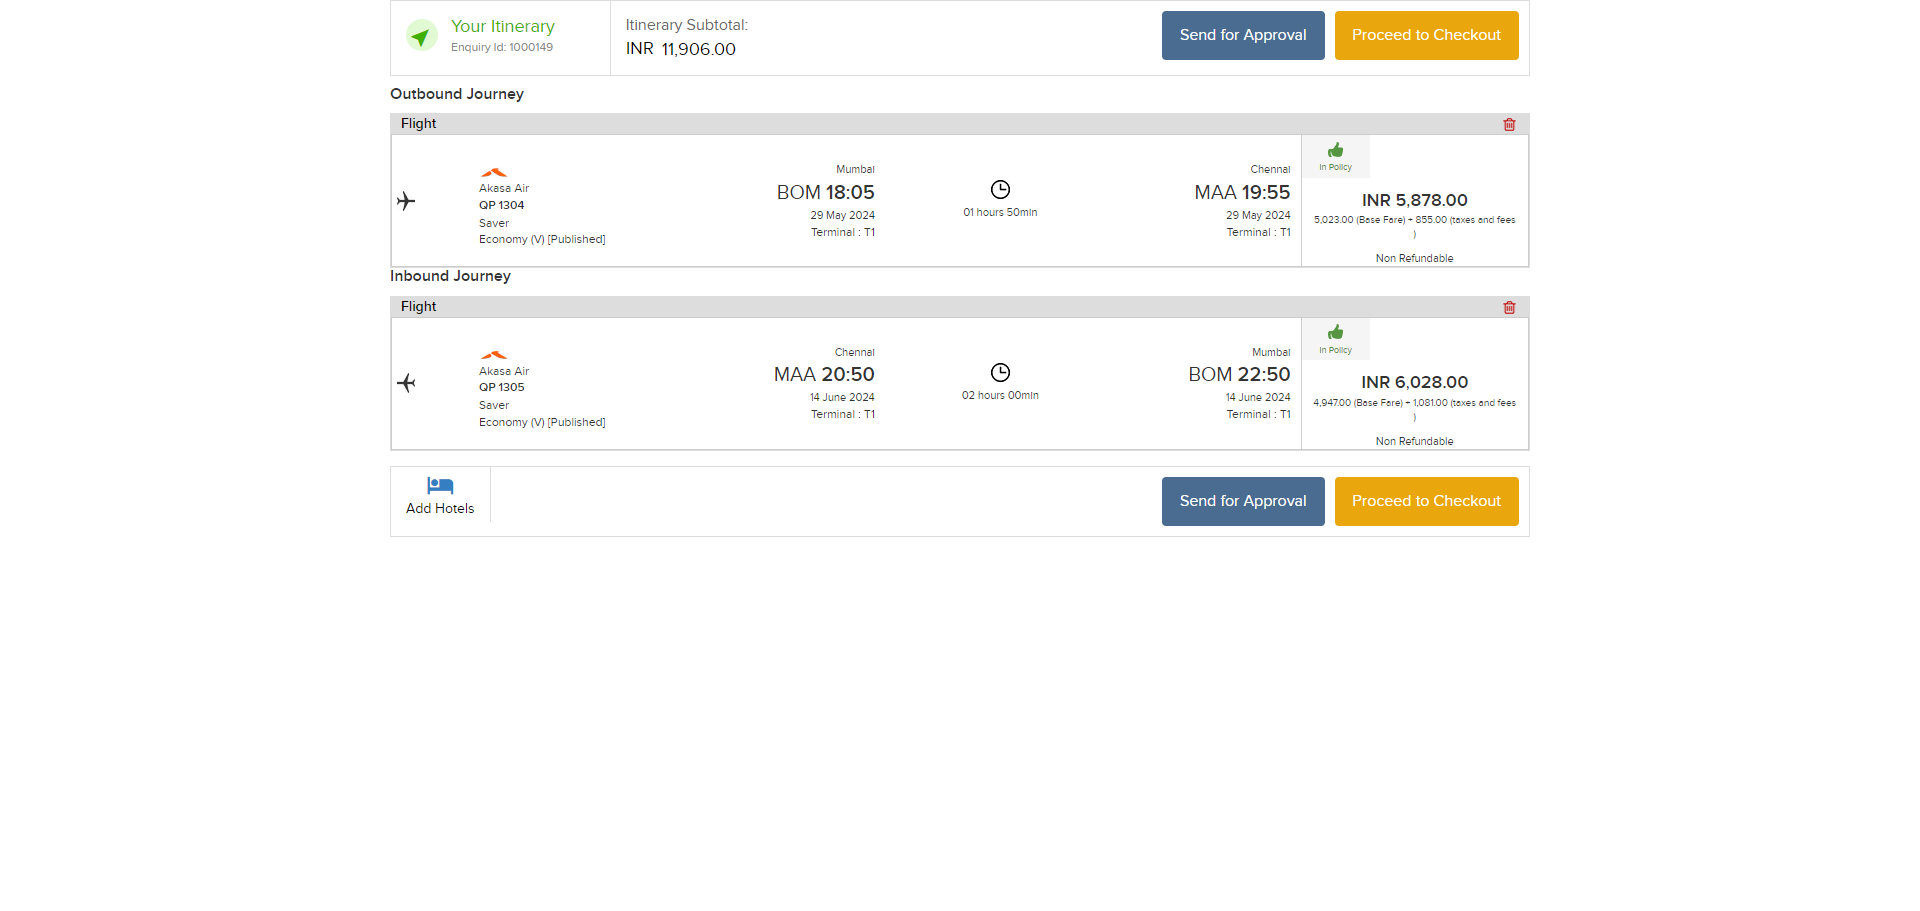 Your Itinerary
Enquiry Id: 1000149
Itinerary Subtotal:
INR 11,906.00
Send for Approval
Proceed to Checkout
Outbound Journey
Flight
Akasa Air
QP 1304
Saver
Economy (V) [Published]
Mumbai
BOM 18:05
29 May 2024
Terminal : T1
01 hours 50min
Chennai
MAA 19:55
29 May 2024
Terminal : T1
In Policy
INR 5,878.00
5,023.00 (Base Fare) + 855.00 (taxes and fees
)
Non Refundable
Inbound Journey
Flight
Akasa Air
QP 1305
Saver
Economy (V) [Published]
Chennai
MAA 20:50
14 June 2024
Terminal : T1
02 hours 00min
Mumbai
BOM 22:50
14 June 2024
Terminal : T1
In Policy
INR 6,028.00
4,947.00 (Base Fare) + 1,081.00 (taxes and fees
)
Non Refundable
Add Hotels
Send for Approval
Proceed to Checkout